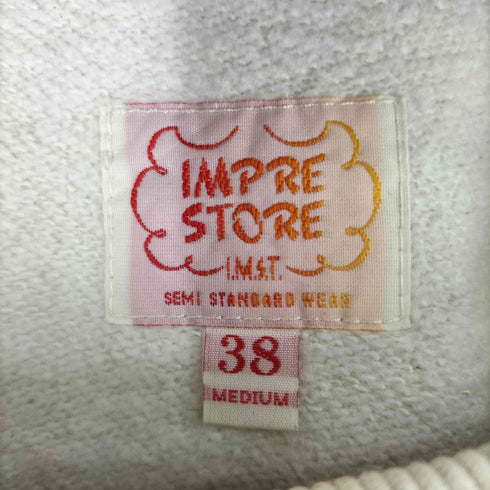 IMPRE
STORE
I.M.S.T.
SEMI STANDARD WEAR
38
MEDIUM